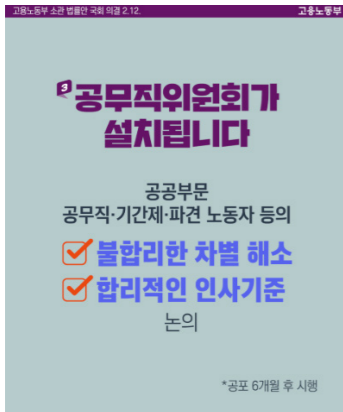 고용노동부 소관 법률안 국회 의결 2.12.
고용노동부
3 공무직위원회가
설치됩니다
공공부문
공무직·기간제·파견 노동자 등의
불합리한 차별 해소
합리적인 인사기준
논의
*공포 6개월 후 시행